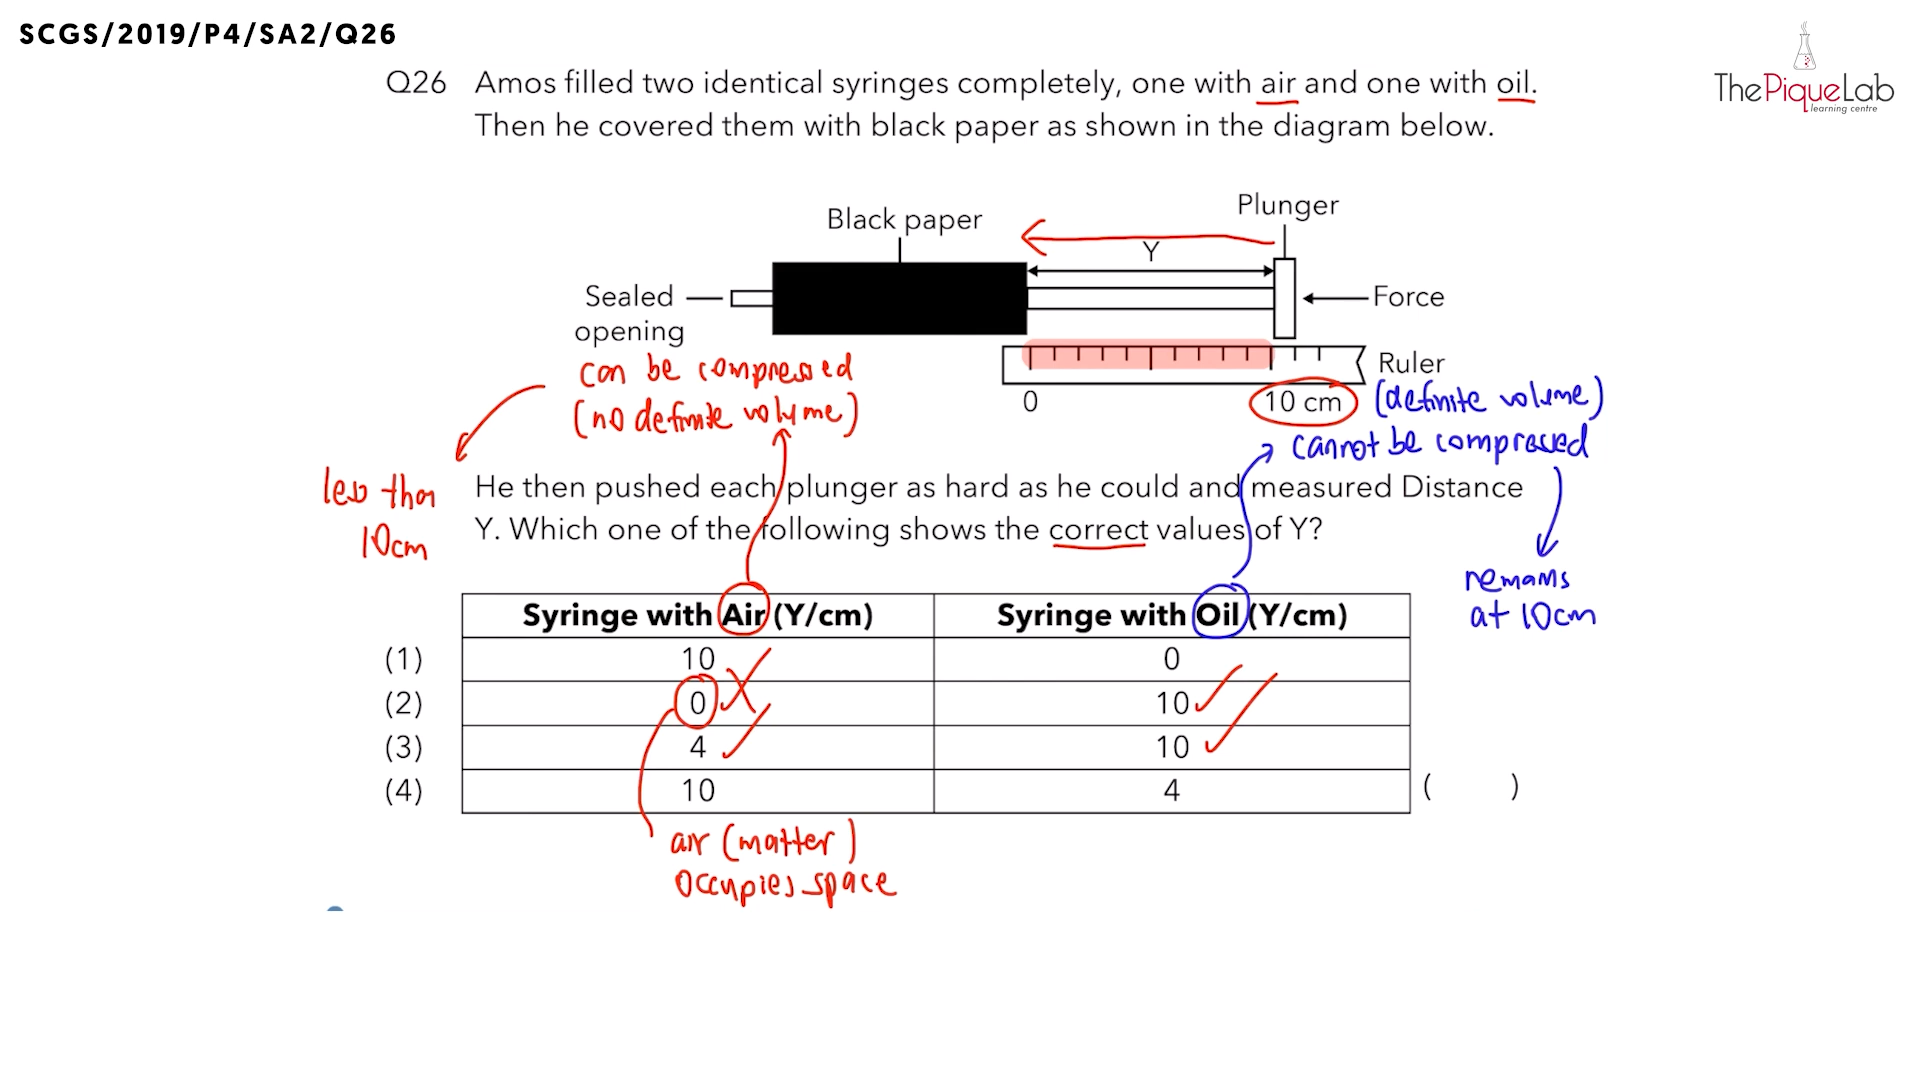 SCGS/2019/P4/SA2/Q26
ThePiqueLab
learning centre
Q26 Amos filled two identical syringes completely, one with air and one with oil.
Then he covered them with black paper as shown in the diagram below.
Plunger
Black paper
Y
Sealed
opening
Force
Ruler
0
10 cm
can be compressed
(no definite volume)
(definite volume)
cannot be compressed
less than
10cm
He then pushed each plunger as hard as he could and measured Distance
Y. Which one of the following shows the correct values of Y?
remains
at 10cm
Syringe with Air (Y/cm) Syringe with Oil (Y/cm)
(1) 10 0
(2) 0 10
(3) 4 10
(4) 10 4 ( )
air (matter)
occupies space